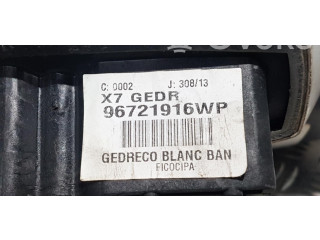 C: 0002 J: 308/13
X7 GEDR
96721916WP
GEDRECO BLANC BAN
FICOCIPA